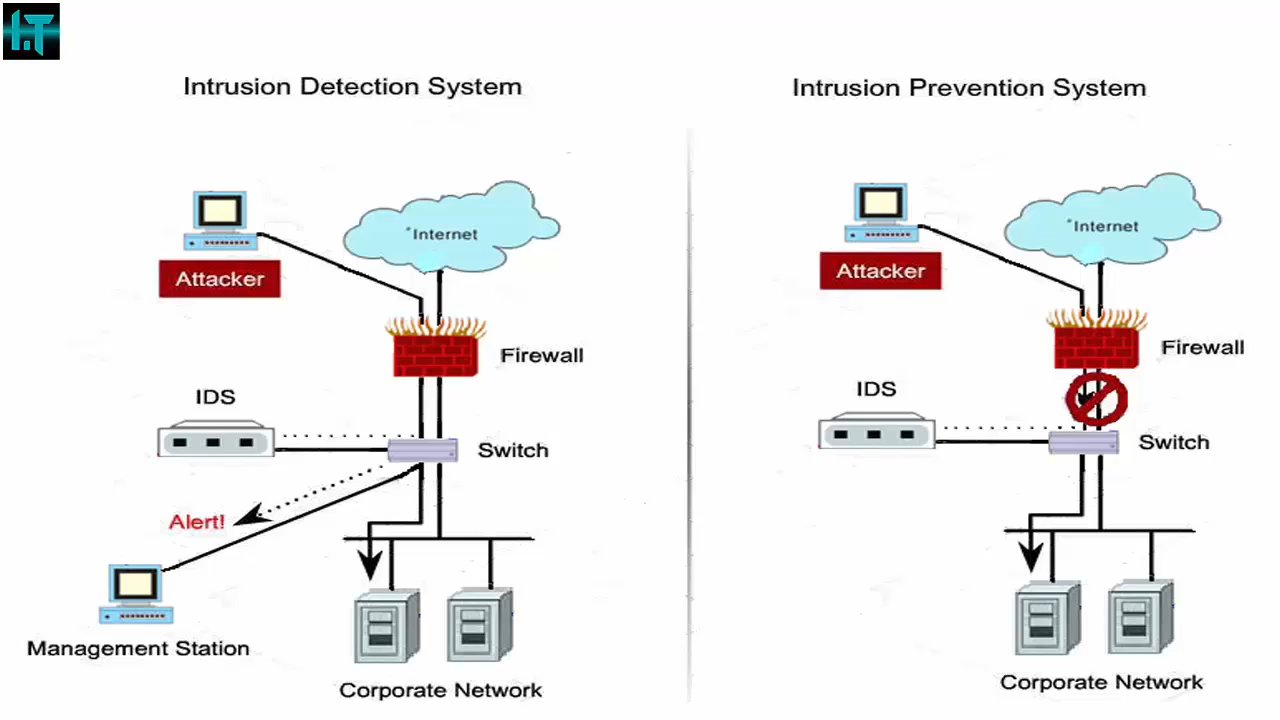 I.T
Intrusion Detection System
Attacker
Internet
Firewall
IDS
Switch
Alert!
Management Station
Corporate Network
Intrusion Prevention System
Attacker
Internet
Firewall
IDS
Switch
Corporate Network